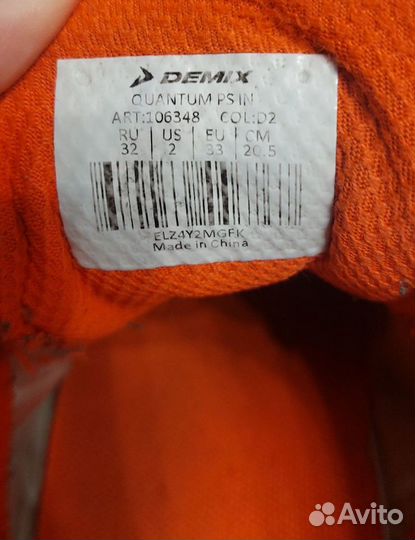 DEMIX
QUANTUM PS IN
ART:106348 COL:D2
RU US EU CM
32 2 33 20.5
ELZ4Y2MGFK
Made in China
Avito